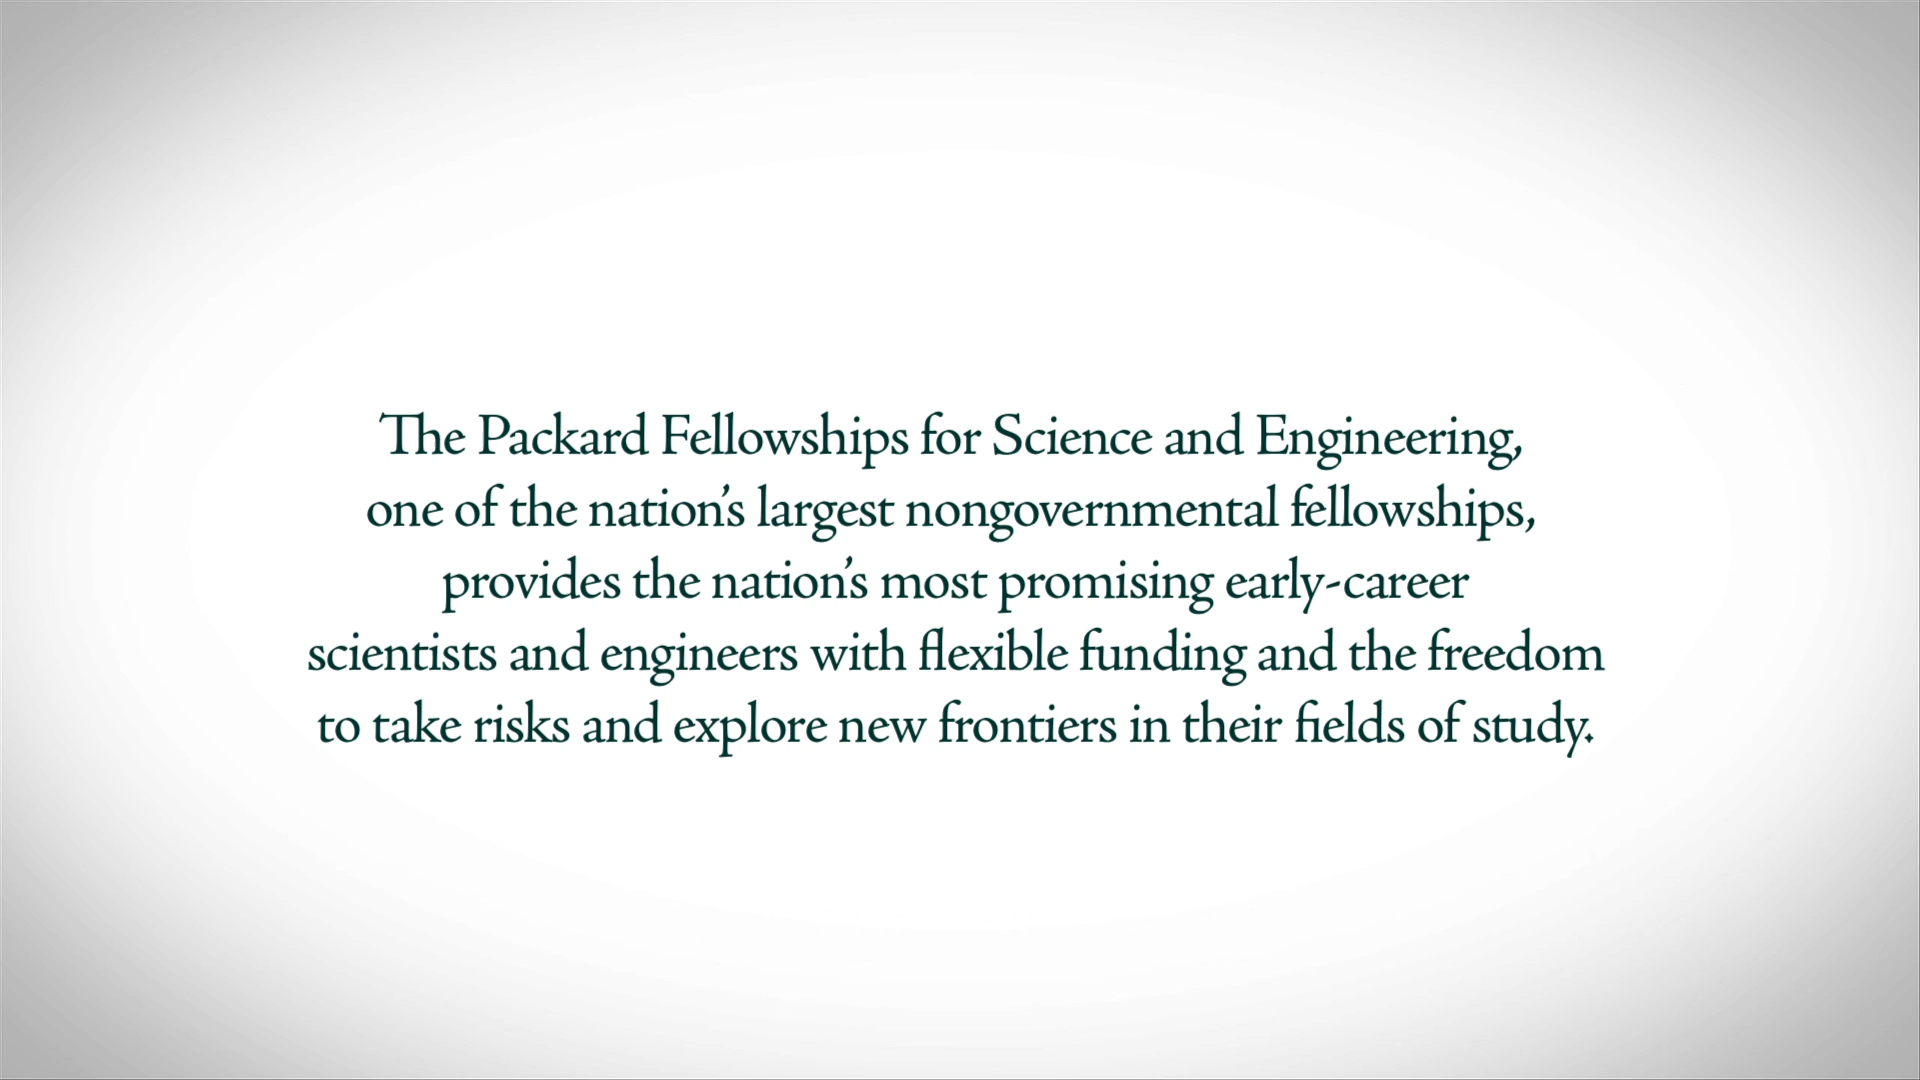 The Packard Fellowships for Science and Engineering,
one of the nation’s largest nongovernmental fellowships,
provides the nation’s most promising early-career
scientists and engineers with flexible funding and the freedom
to take risks and explore new frontiers in their fields of study.